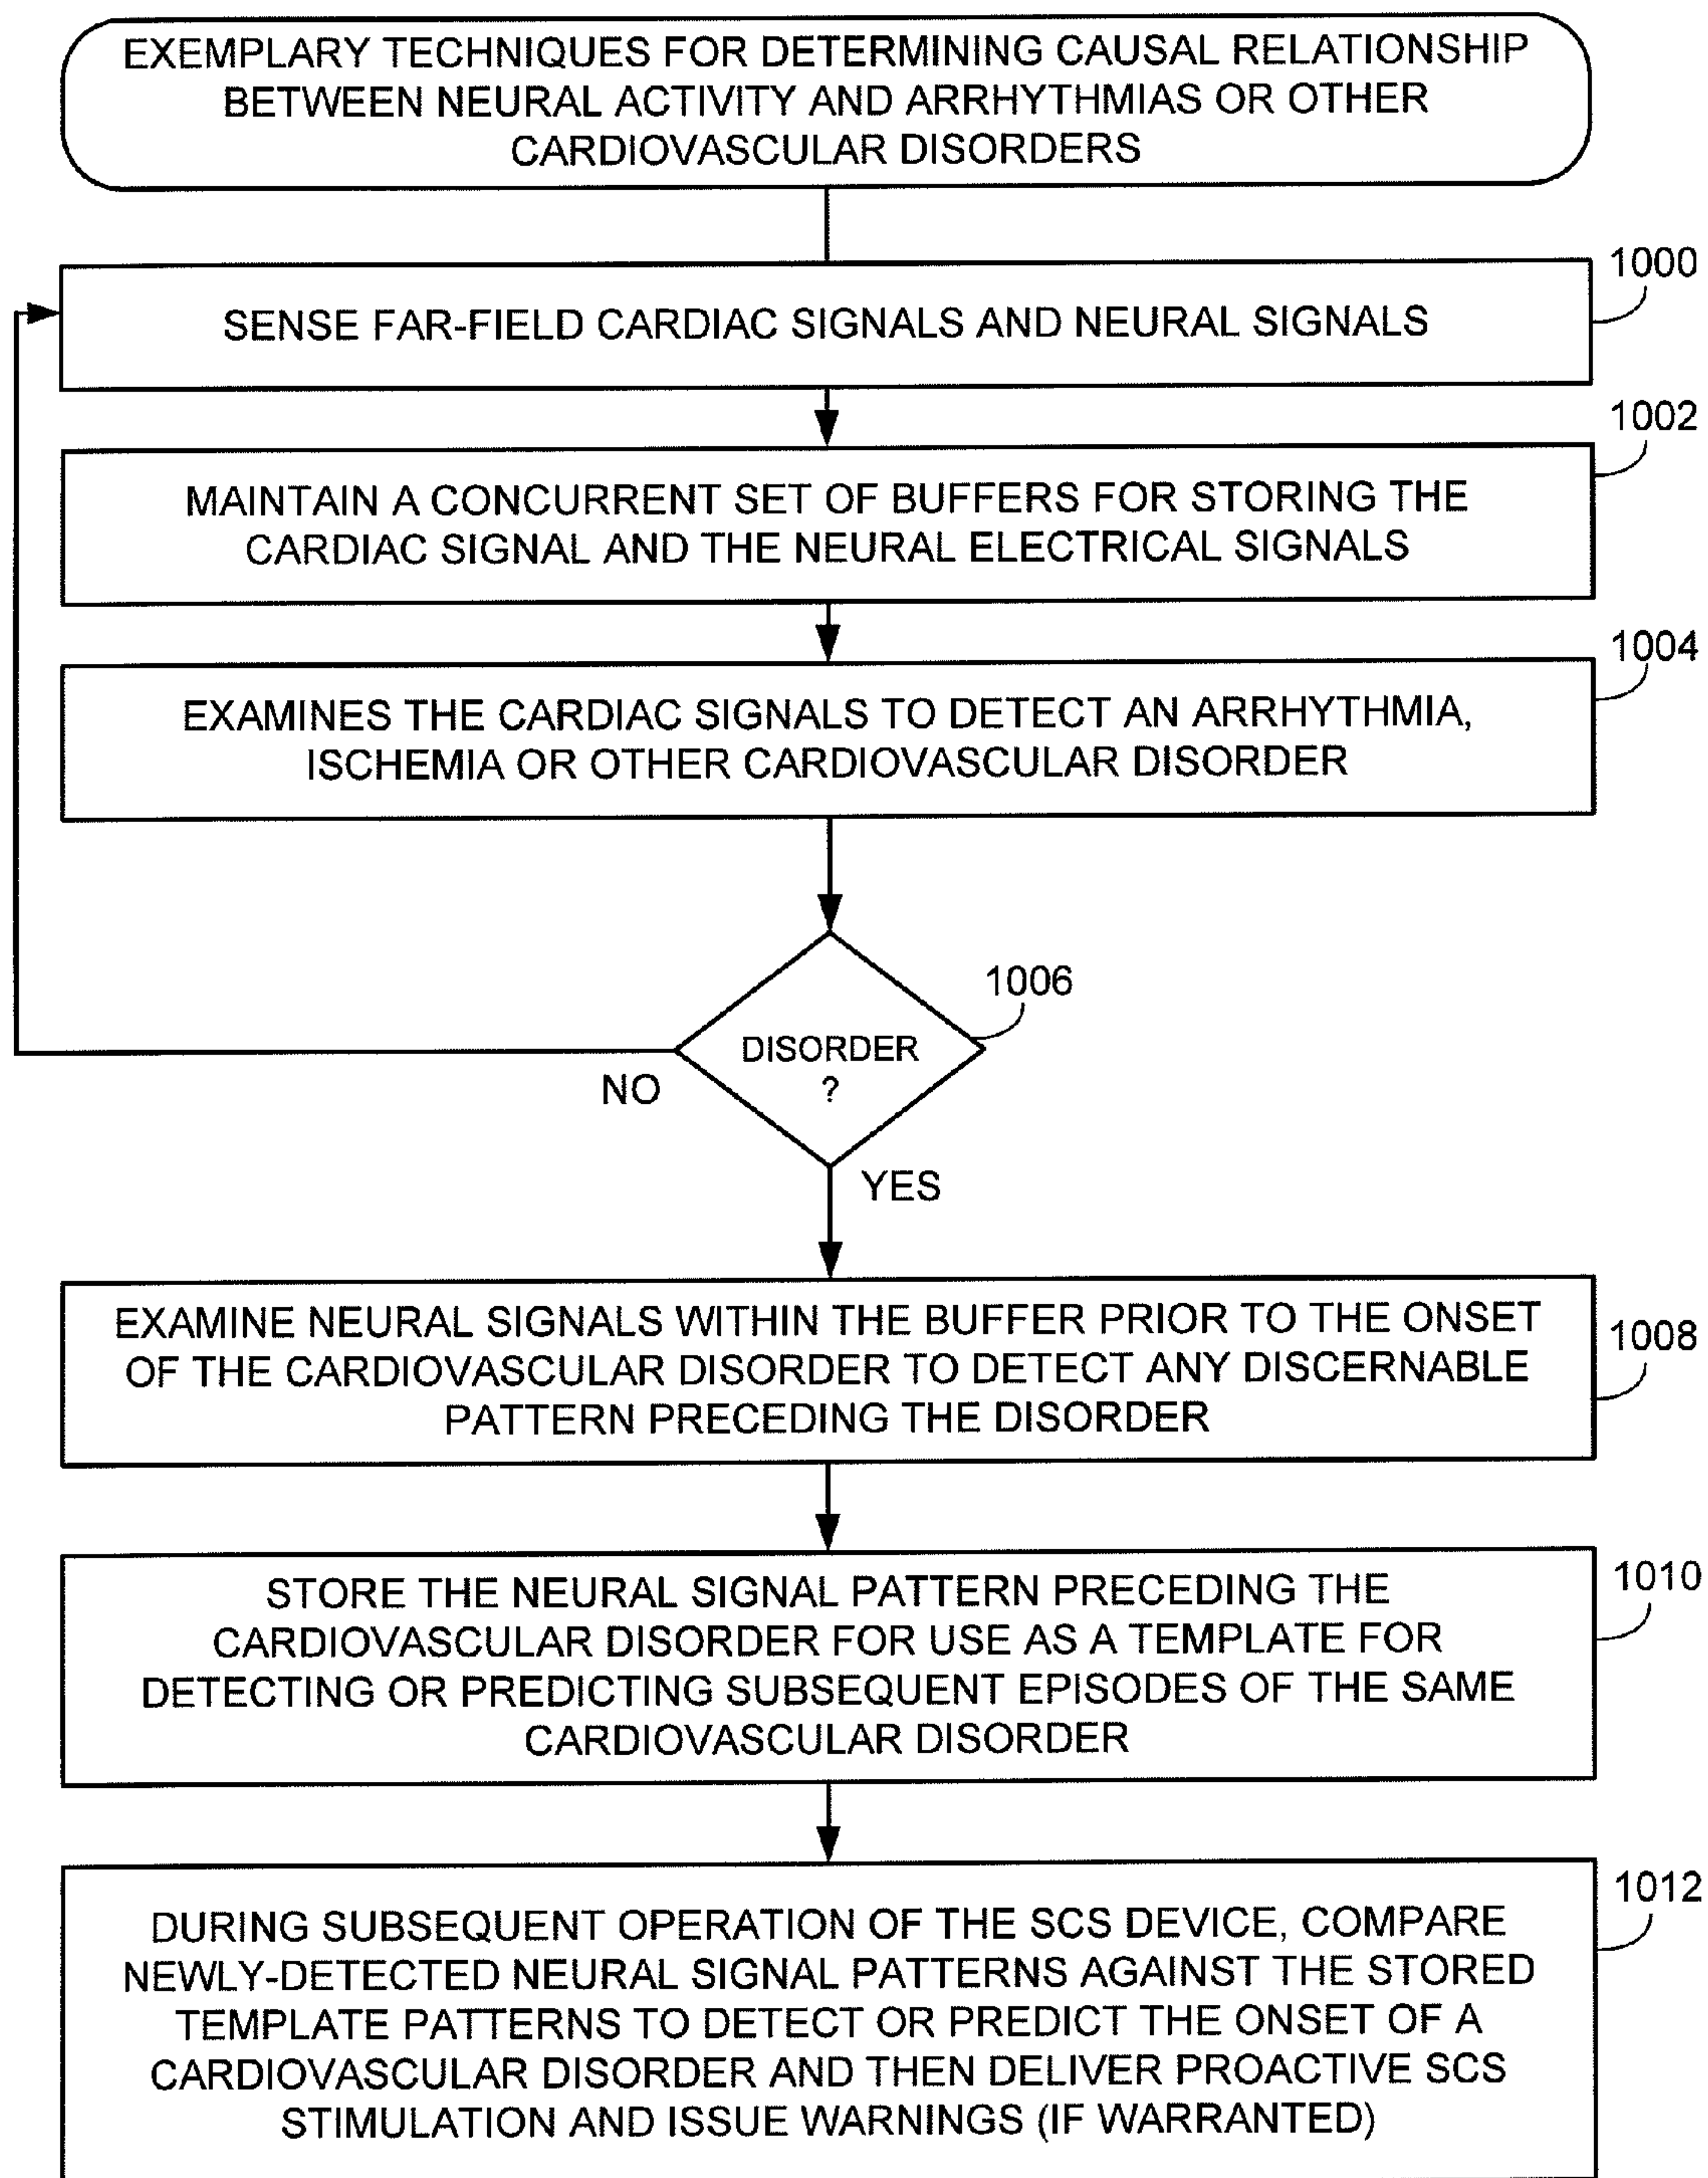 EXEMPLARY TECHNIQUES FOR DETERMINING CAUSAL RELATIONSHIP
BETWEEN NEURAL ACTIVITY AND ARRHYTHMIAS OR OTHER
CARDIOVASCULAR DISORDERS
1000
SENSE FAR-FIELD CARDIAC SIGNALS AND NEURAL SIGNALS
1002
MAINTAIN A CONCURRENT SET OF BUFFERS FOR STORING THE
CARDIAC SIGNAL AND THE NEURAL ELECTRICAL SIGNALS
1004
EXAMINES THE CARDIAC SIGNALS TO DETECT AN ARRHYTHMIA,
ISCHEMIA OR OTHER CARDIOVASCULAR DISORDER
1006
DISORDER
?
NO
YES
EXAMINE NEURAL SIGNALS WITHIN THE BUFFER PRIOR TO THE ONSET
OF THE CARDIOVASCULAR DISORDER TO DETECT ANY DISCERNABLE
PATTERN PRECEDING THE DISORDER
1008
STORE THE NEURAL SIGNAL PATTERN PRECEDING THE
CARDIOVASCULAR DISORDER FOR USE AS A TEMPLATE FOR
DETECTING OR PREDICTING SUBSEQUENT EPISODES OF THE SAME
CARDIOVASCULAR DISORDER
1010
1012
DURING SUBSEQUENT OPERATION OF THE SCS DEVICE, COMPARE
NEWLY-DETECTED NEURAL SIGNAL PATTERNS AGAINST THE STORED
TEMPLATE PATTERNS TO DETECT OR PREDICT THE ONSET OF A
CARDIOVASCULAR DISORDER AND THEN DELIVER PROACTIVE SCS
STIMULATION AND ISSUE WARNINGS (IF WARRANTED)